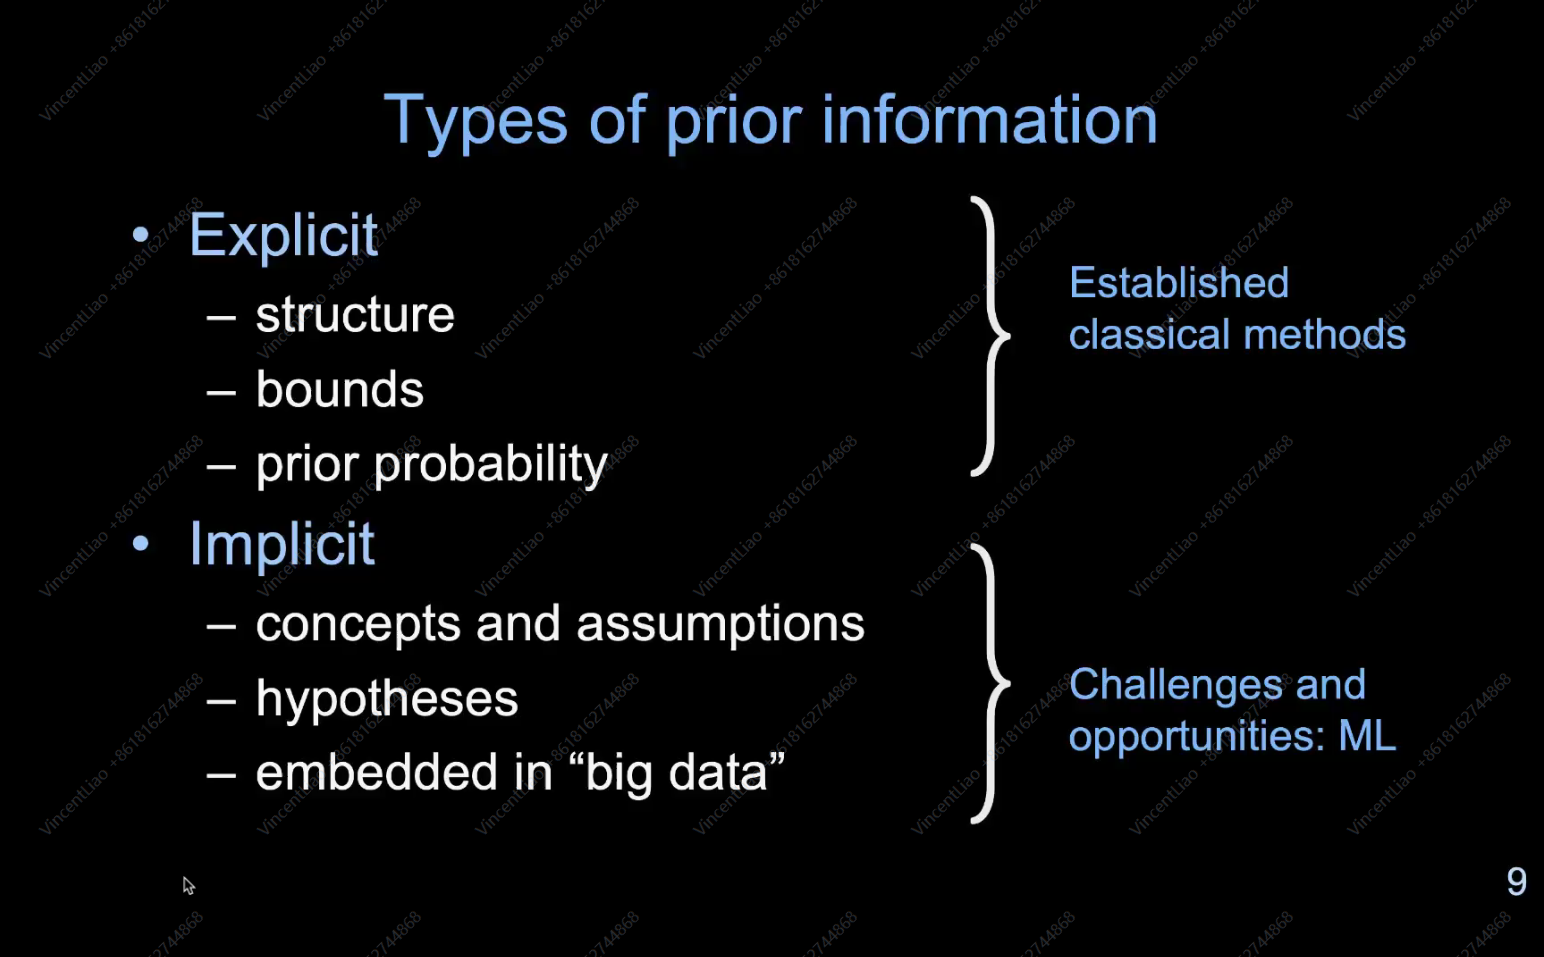 Types of prior information
• Explicit
– structure
– bounds
– prior probability
Established
classical methods
• Implicit
– concepts and assumptions
– hypotheses
– embedded in “big data”
Challenges and
opportunities: ML
9
VincentLiao +8618162744868